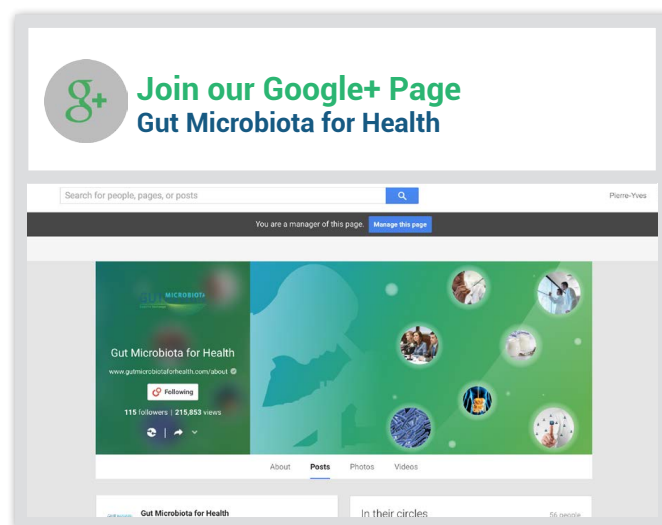 g+
Join our Google+ Page
Gut Microbiota for Health
Search for people, pages, or posts
Pierre-Yves
You are a manager of this page. Manage this page
GUT MICROBIOTA
Gut Microbiota for Health
www.gutmicrobiotaforhealth.com/about
Following
115 followers | 215,853 views
About Posts Photos Videos
Gut Microbiota for Health
In their circles 56 people